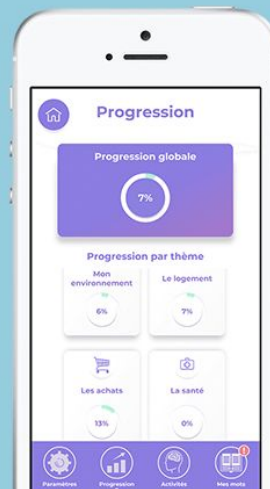 Progression
Progression globale
7%
Progression par thème
Mon
environnement
6%
Le logement
7%
Les achats
13%
La santé
0%
Paramètres
Progression
Activités
Mes mots